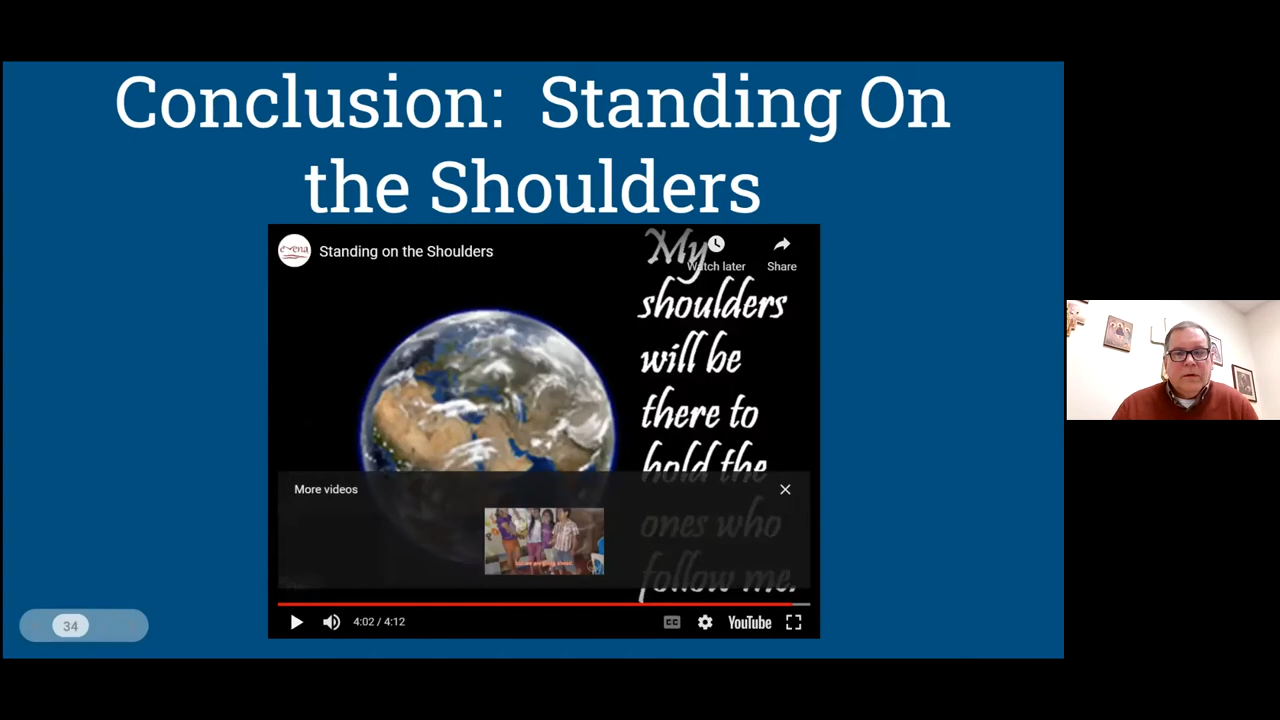 Conclusion:  Standing On
the Shoulders
Standing on the Shoulders
Watch later
Share
My
shoulders
will be
there to
hold the
ones who
follow me.
More videos
4:02 / 4:12
CC
YouTube
34